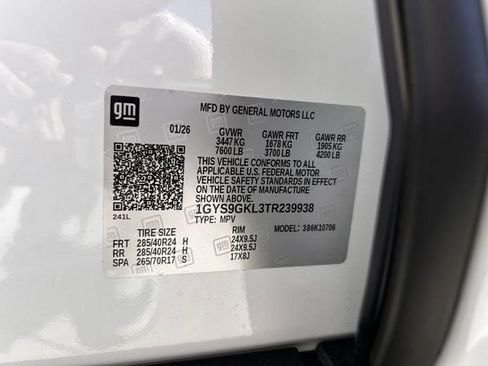 gm
MFD BY GENERAL MOTORS LLC
01/26 GVWR GAWR FRT GAWR RR
3447 KG 1678 KG 1905 KG
7600 LB 3700 LB 4200 LB
THIS VEHICLE CONFORMS TO ALL
APPLICABLE U.S. FEDERAL MOTOR
VEHICLE SAFETY STANDARDS IN EFFECT
ON THE DATE OF MANUFACTURE
SHOWN ABOVE.
1GYS9GKL3TR239938
241L TYPE: MPV MODEL: 386K10706
TIRE SIZE RIM
FRT 285/40R24 H 24X9.5J
RR 285/40R24 H 24X9.5J
SPA 265/70R17 S 17X8J